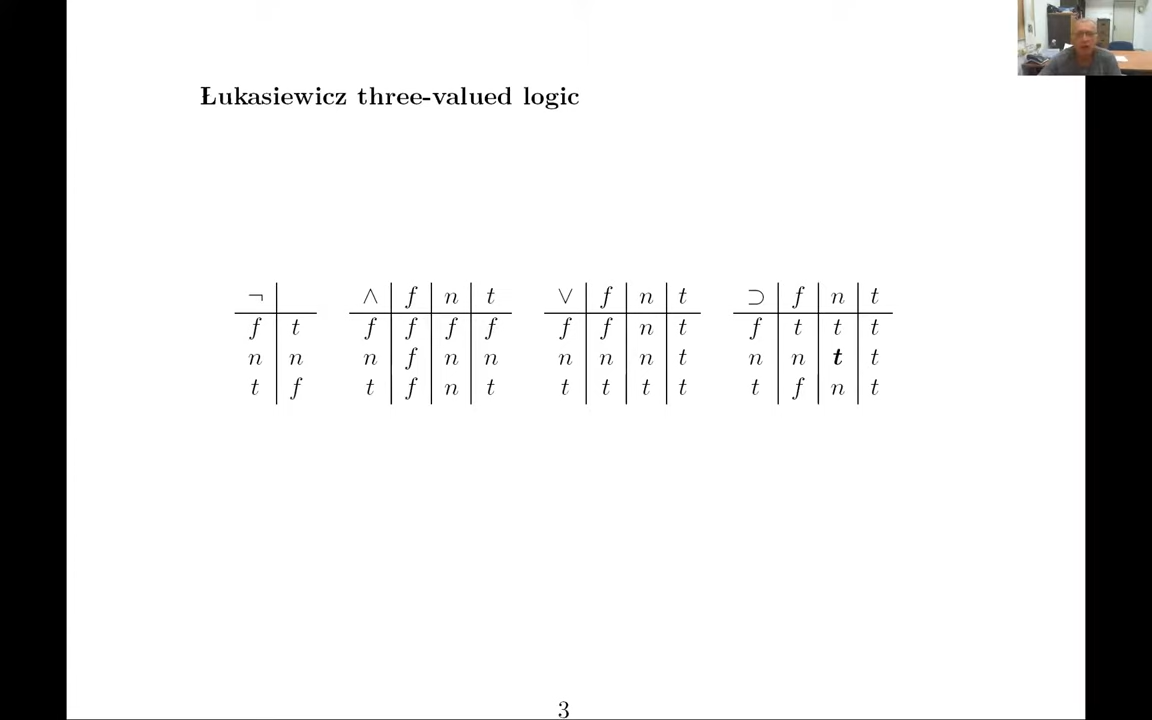 Łukasiewicz three-valued logic
¬ ∧ f n t ∨ f n t ⊃ f n t
f t f f f f f f n t f t t t
n n n f n n n n n t n n t t
t f t f n t t t t t t f n t
3